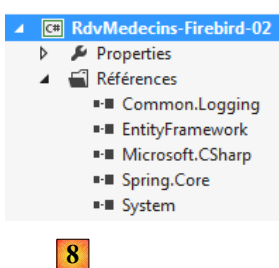 C# RdvMedecins-Firebird-02
Properties
Références
Common.Logging
EntityFramework
Microsoft.CSharp
Spring.Core
System
8